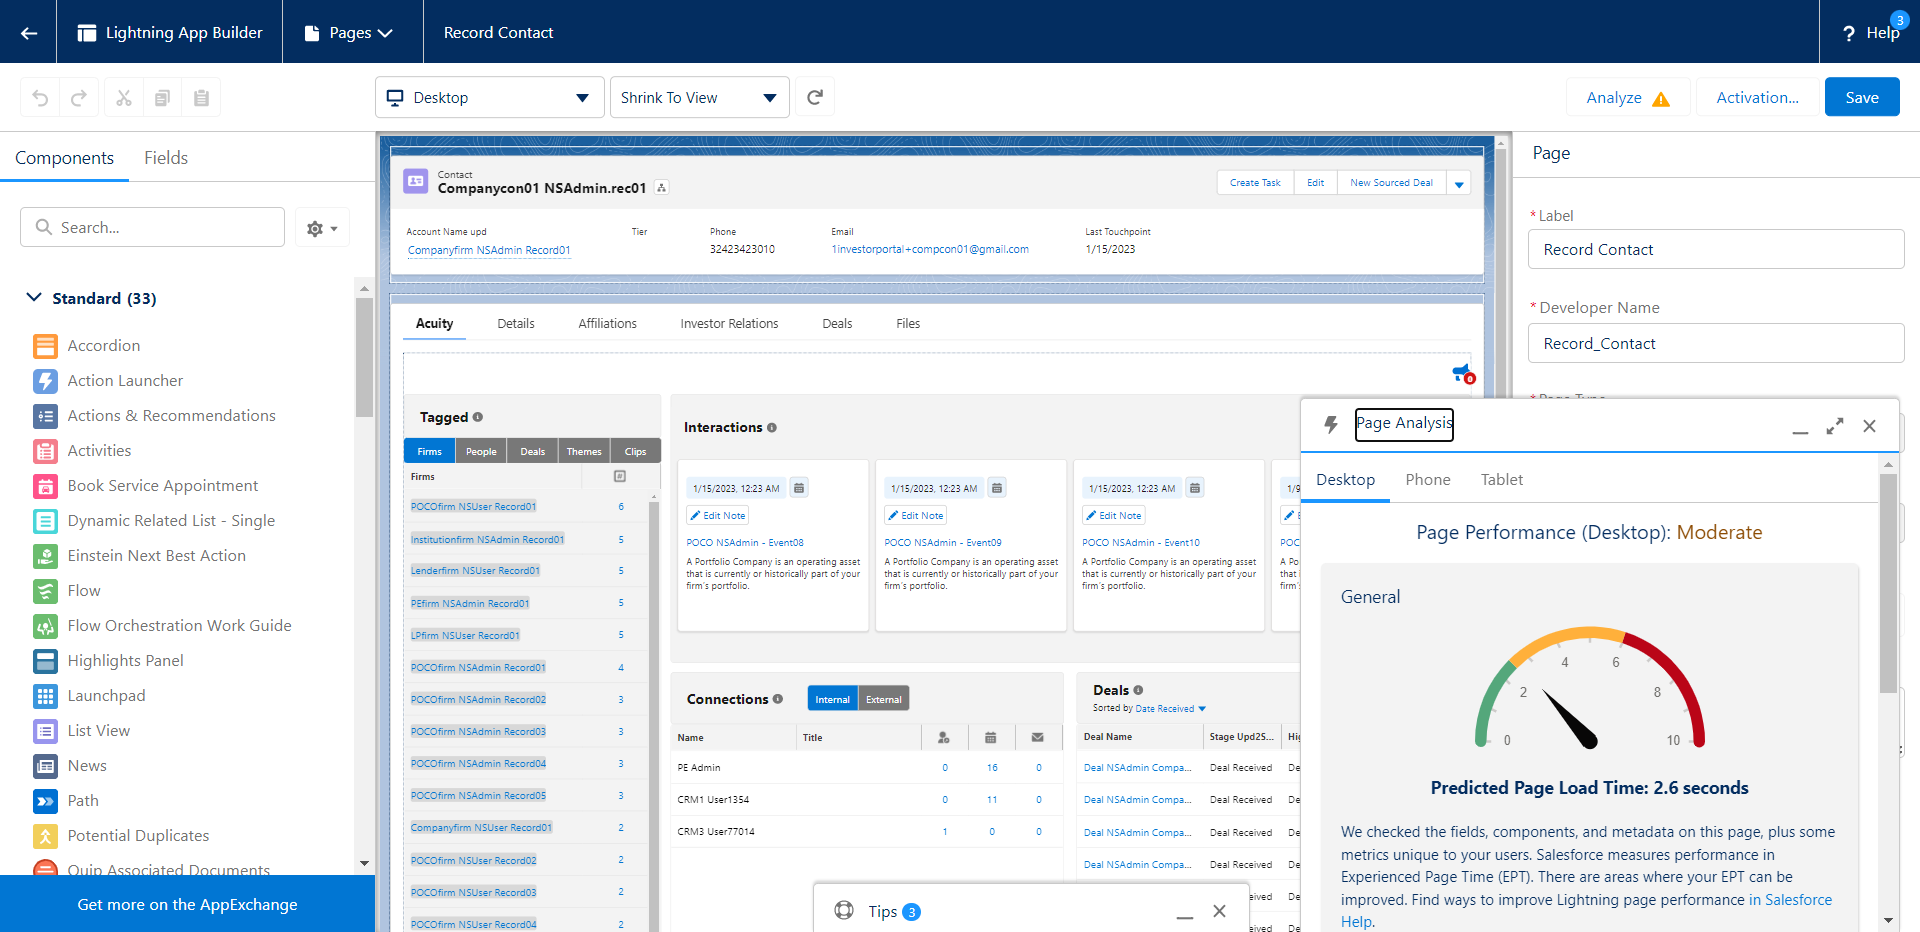 Lightning App Builder
Pages
Record Contact
3
? Help
Desktop
Shrink To View
Analyze
Activation...
Save
Components
Fields
Search...
Standard (33)
Accordion
Action Launcher
Actions & Recommendations
Activities
Book Service Appointment
Dynamic Related List - Single
Einstein Next Best Action
Flow
Flow Orchestration Work Guide
Highlights Panel
Launchpad
List View
News
Path
Potential Duplicates
Quip Associated Documents
Get more on the AppExchange
Contact
Companycon01 NSAdmin.rec01
Create Task
Edit
New Sourced Deal
Account Name upd
Tier
Phone
Email
Last Touchpoint
Companyfirm NSAdmin Record01
32423423010
1investorportal+compcon01@gmail.com
1/15/2023
Acuity
Details
Affiliations
Investor Relations
Deals
Files
0
Tagged
Firms
People
Deals
Themes
Clips
Firms
POCOfirm NSUser Record01 6
Institutionfirm NSAdmin Record01 5
Lenderfirm NSUser Record01 5
PEfirm NSAdmin Record01 5
LPfirm NSUser Record01 5
POCOfirm NSAdmin Record01 4
POCOfirm NSAdmin Record02 3
POCOfirm NSAdmin Record03 3
POCOfirm NSAdmin Record04 3
POCOfirm NSAdmin Record05 3
Companyfirm NSUser Record01 2
POCOfirm NSUser Record02 2
POCOfirm NSUser Record03 2
POCOfirm NSUser Record04 2
Interactions
1/15/2023, 12:23 AM
Edit Note
POCO NSAdmin - Event08
A Portfolio Company is an operating asset
that is currently or historically part of your
firm's portfolio.
1/15/2023, 12:23 AM
Edit Note
POCO NSAdmin - Event09
A Portfolio Company is an operating asset
that is currently or historically part of your
firm's portfolio.
1/15/2023, 12:23 AM
Edit Note
POCO NSAdmin - Event10
A Portfolio Company is an operating asset
that is currently or historically part of your
firm's portfolio.
1/9
E
POC
A Po
that
firm'
Connections
Internal
External
Name
Title
PE Admin 0 16 0
CRM1 User1354 0 11 0
CRM3 User77014 1 0 0
Deals
Sorted by Date Received
Deal Name
Stage Upd2S...
Hi
Deal NSAdmin Compa... Deal Received De
Deal NSAdmin Compa... Deal Received De
Deal NSAdmin Compa... Deal Received De
Deal NSAdmin Compa... Deal Received De
eived De
eived De
Tips 3
Page
* Label
Record Contact
* Developer Name
Record_Contact
* Page Type
Page Analysis
Desktop
Phone
Tablet
Page Performance (Desktop): Moderate
General
0
2
4
6
8
10
Predicted Page Load Time: 2.6 seconds
We checked the fields, components, and metadata on this page, plus some
metrics unique to your users. Salesforce measures performance in
Experienced Page Time (EPT). There are areas where your EPT can be
improved. Find ways to improve Lightning page performance in Salesforce
Help.